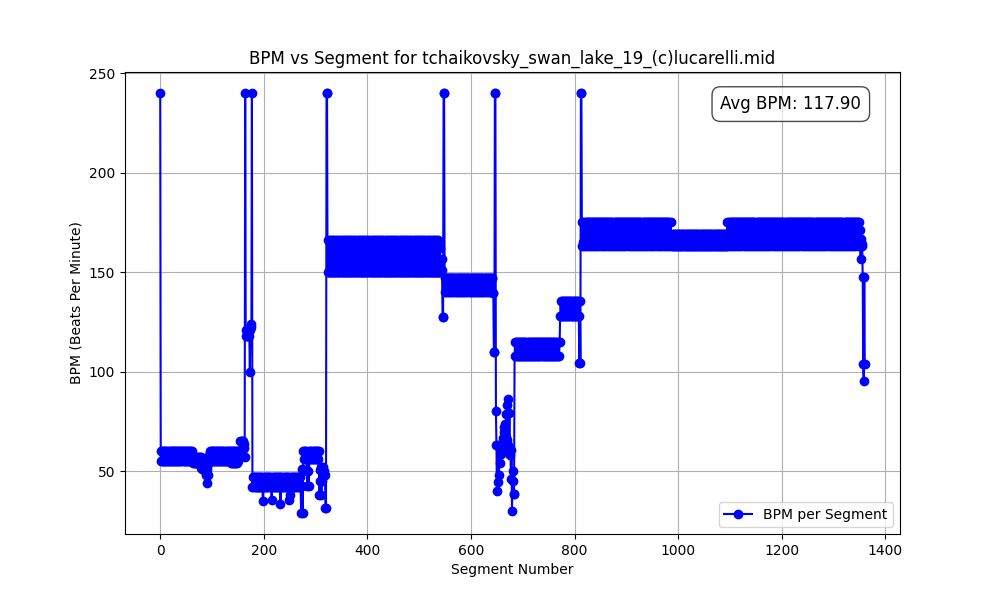 BPM vs Segment for tchaikovsky_swan_lake_19_(c)lucarelli.mid
250
200
150
100
50
BPM (Beats Per Minute)
Avg BPM: 117.90
BPM per Segment
0 200 400 600 800 1000 1200 1400
Segment Number